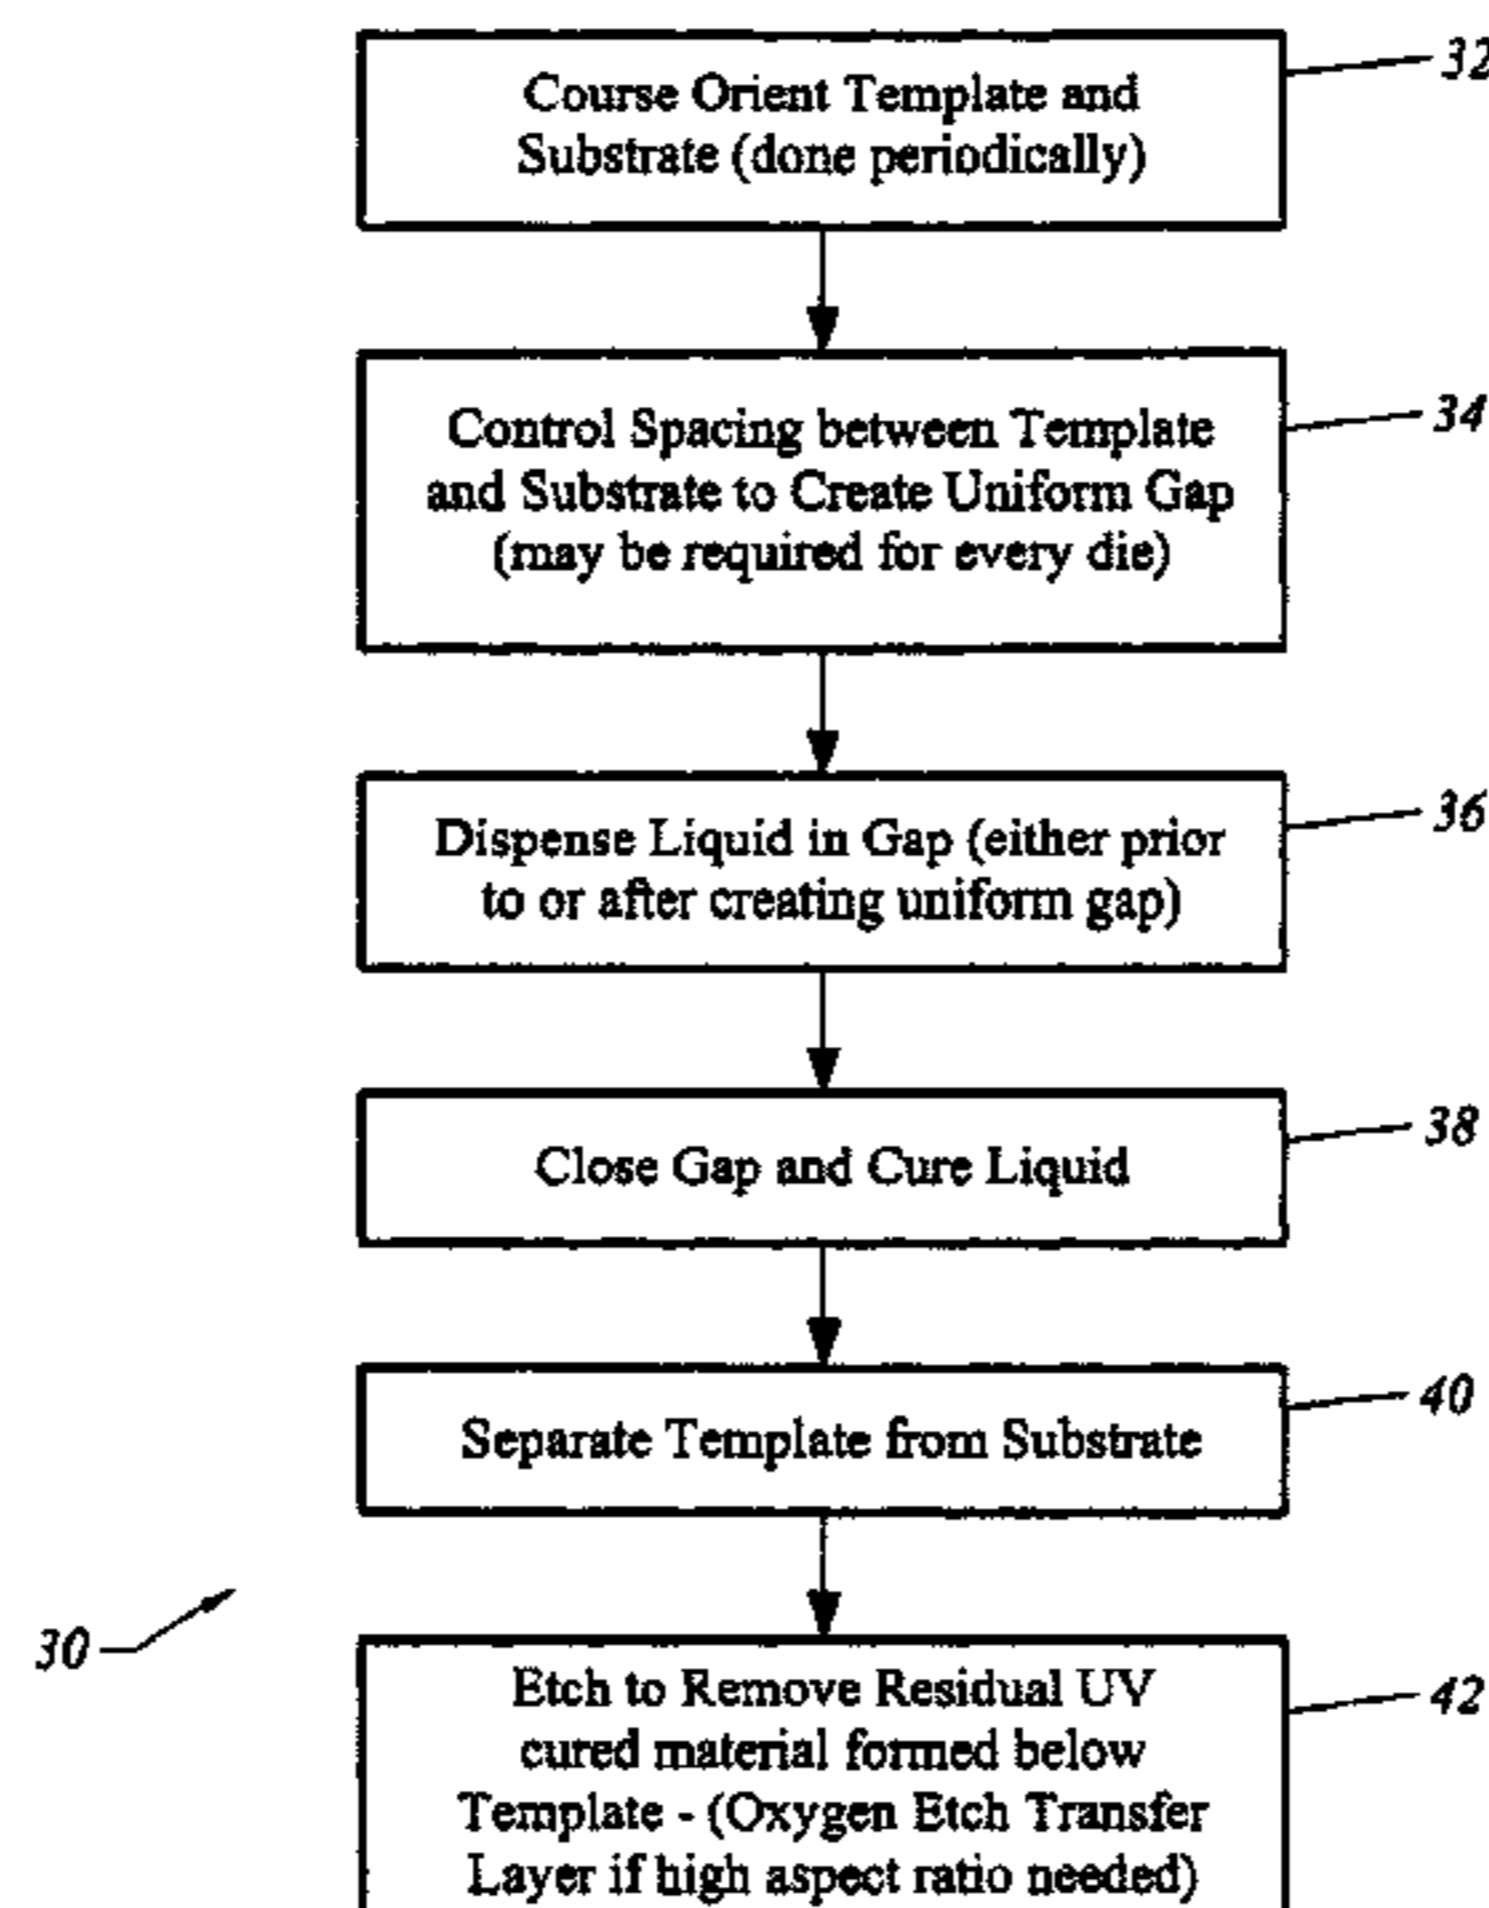 32
Course Orient Template and
Substrate (done periodically)
34
Control Spacing between Template
and Substrate to Create Uniform Gap
(may be required for every die)
36
Dispense Liquid in Gap (either prior
to or after creating uniform gap)
38
Close Gap and Cure Liquid
40
Separate Template from Substrate
30
42
Etch to Remove Residual UV
cured material formed below
Template - (Oxygen Etch Transfer
Layer if high aspect ratio needed)